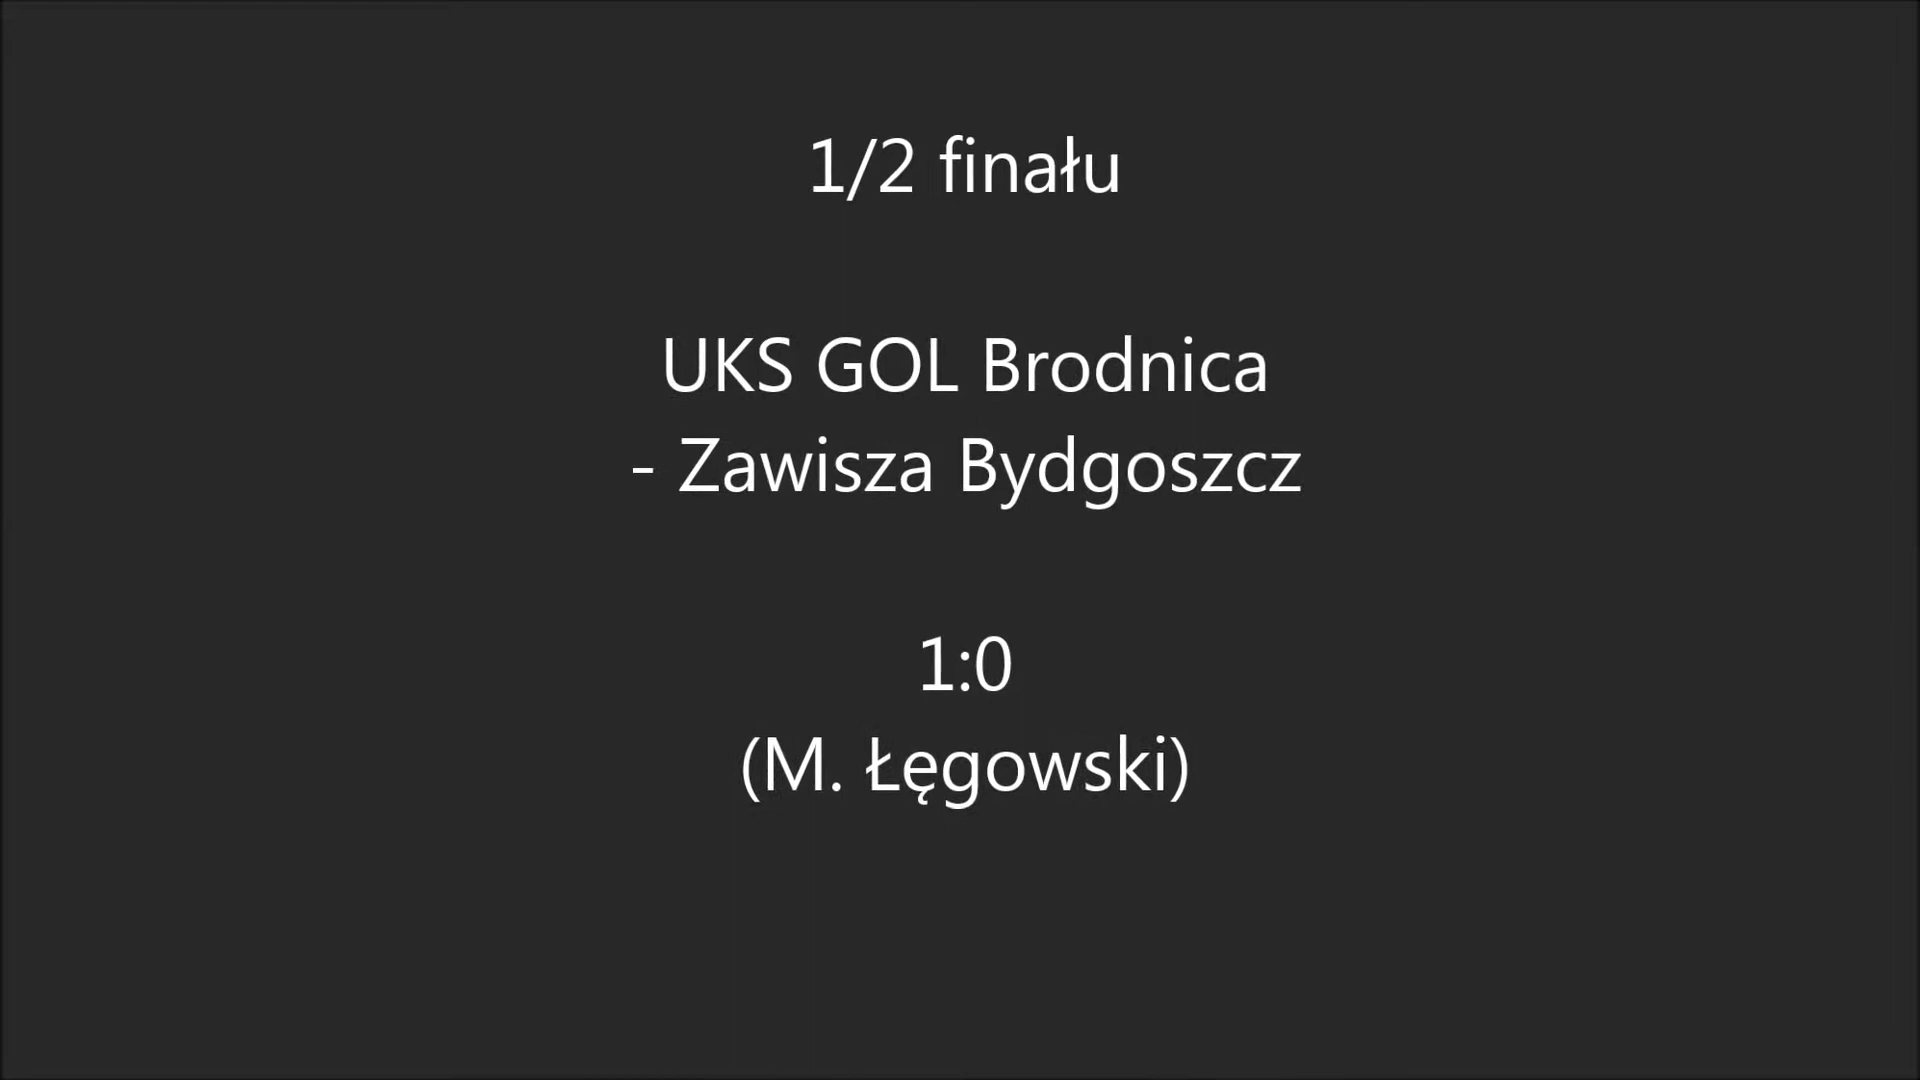 1/2 finału
UKS GOL Brodnica
- Zawisza Bydgoszcz
1:0
(M. Łęgowski)